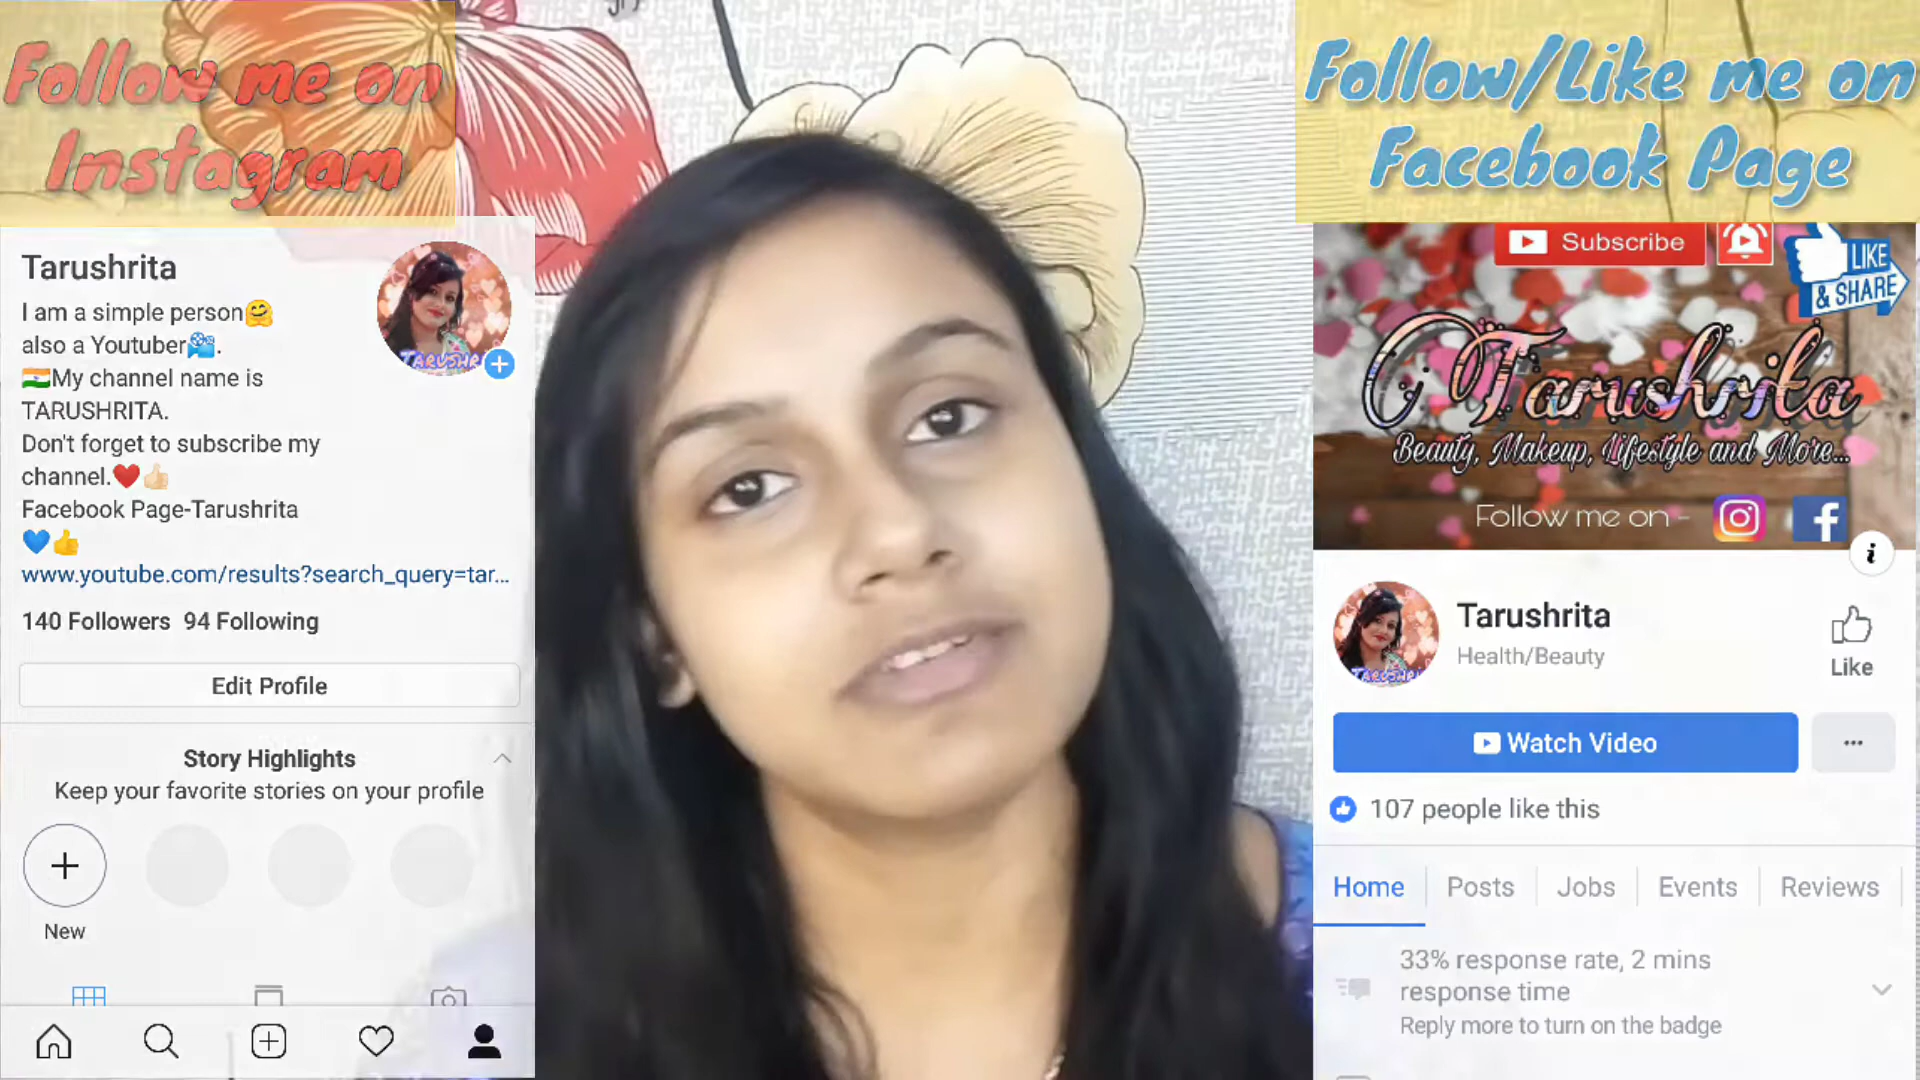 Follow me on
Instagram
Tarushrita
I am a simple person🤗
also a Youtuber🎥.
🇮🇳My channel name is
TARUSHRITA.
Don't forget to subscribe my
channel.❤️👍🏻
Facebook Page-Tarushrita
💙👍
www.youtube.com/results?search_query=tar...
140 Followers 94 Following
Edit Profile
Story Highlights
Keep your favorite stories on your profile
New
Follow/Like me on
Facebook Page
Subscribe
LIKE
& SHARE
Tarushrita
Beauty, Makeup, Lifestyle and More...
Follow me on -
Tarushrita
Health/Beauty
Like
Watch Video
107 people like this
Home Posts Jobs Events Reviews
33% response rate, 2 mins
response time
Reply more to turn on the badge